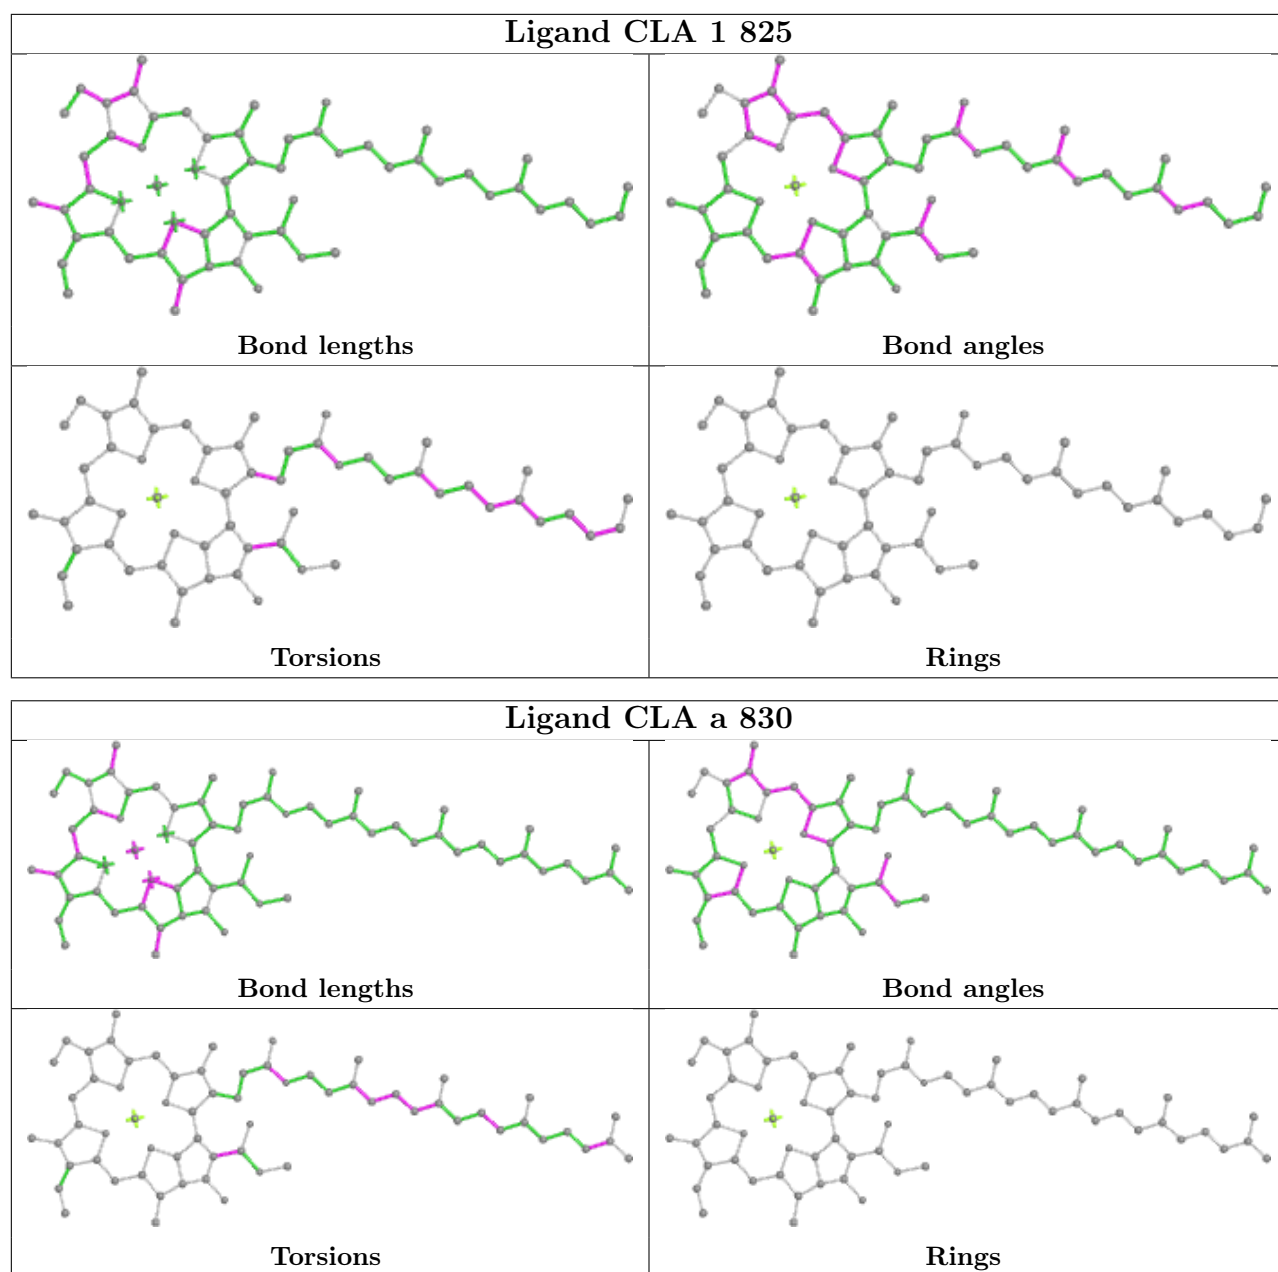 Ligand CLA 1 825
Bond lengths
Bond angles
Torsions
Rings
Ligand CLA a 830
Bond lengths
Bond angles
Torsions
Rings